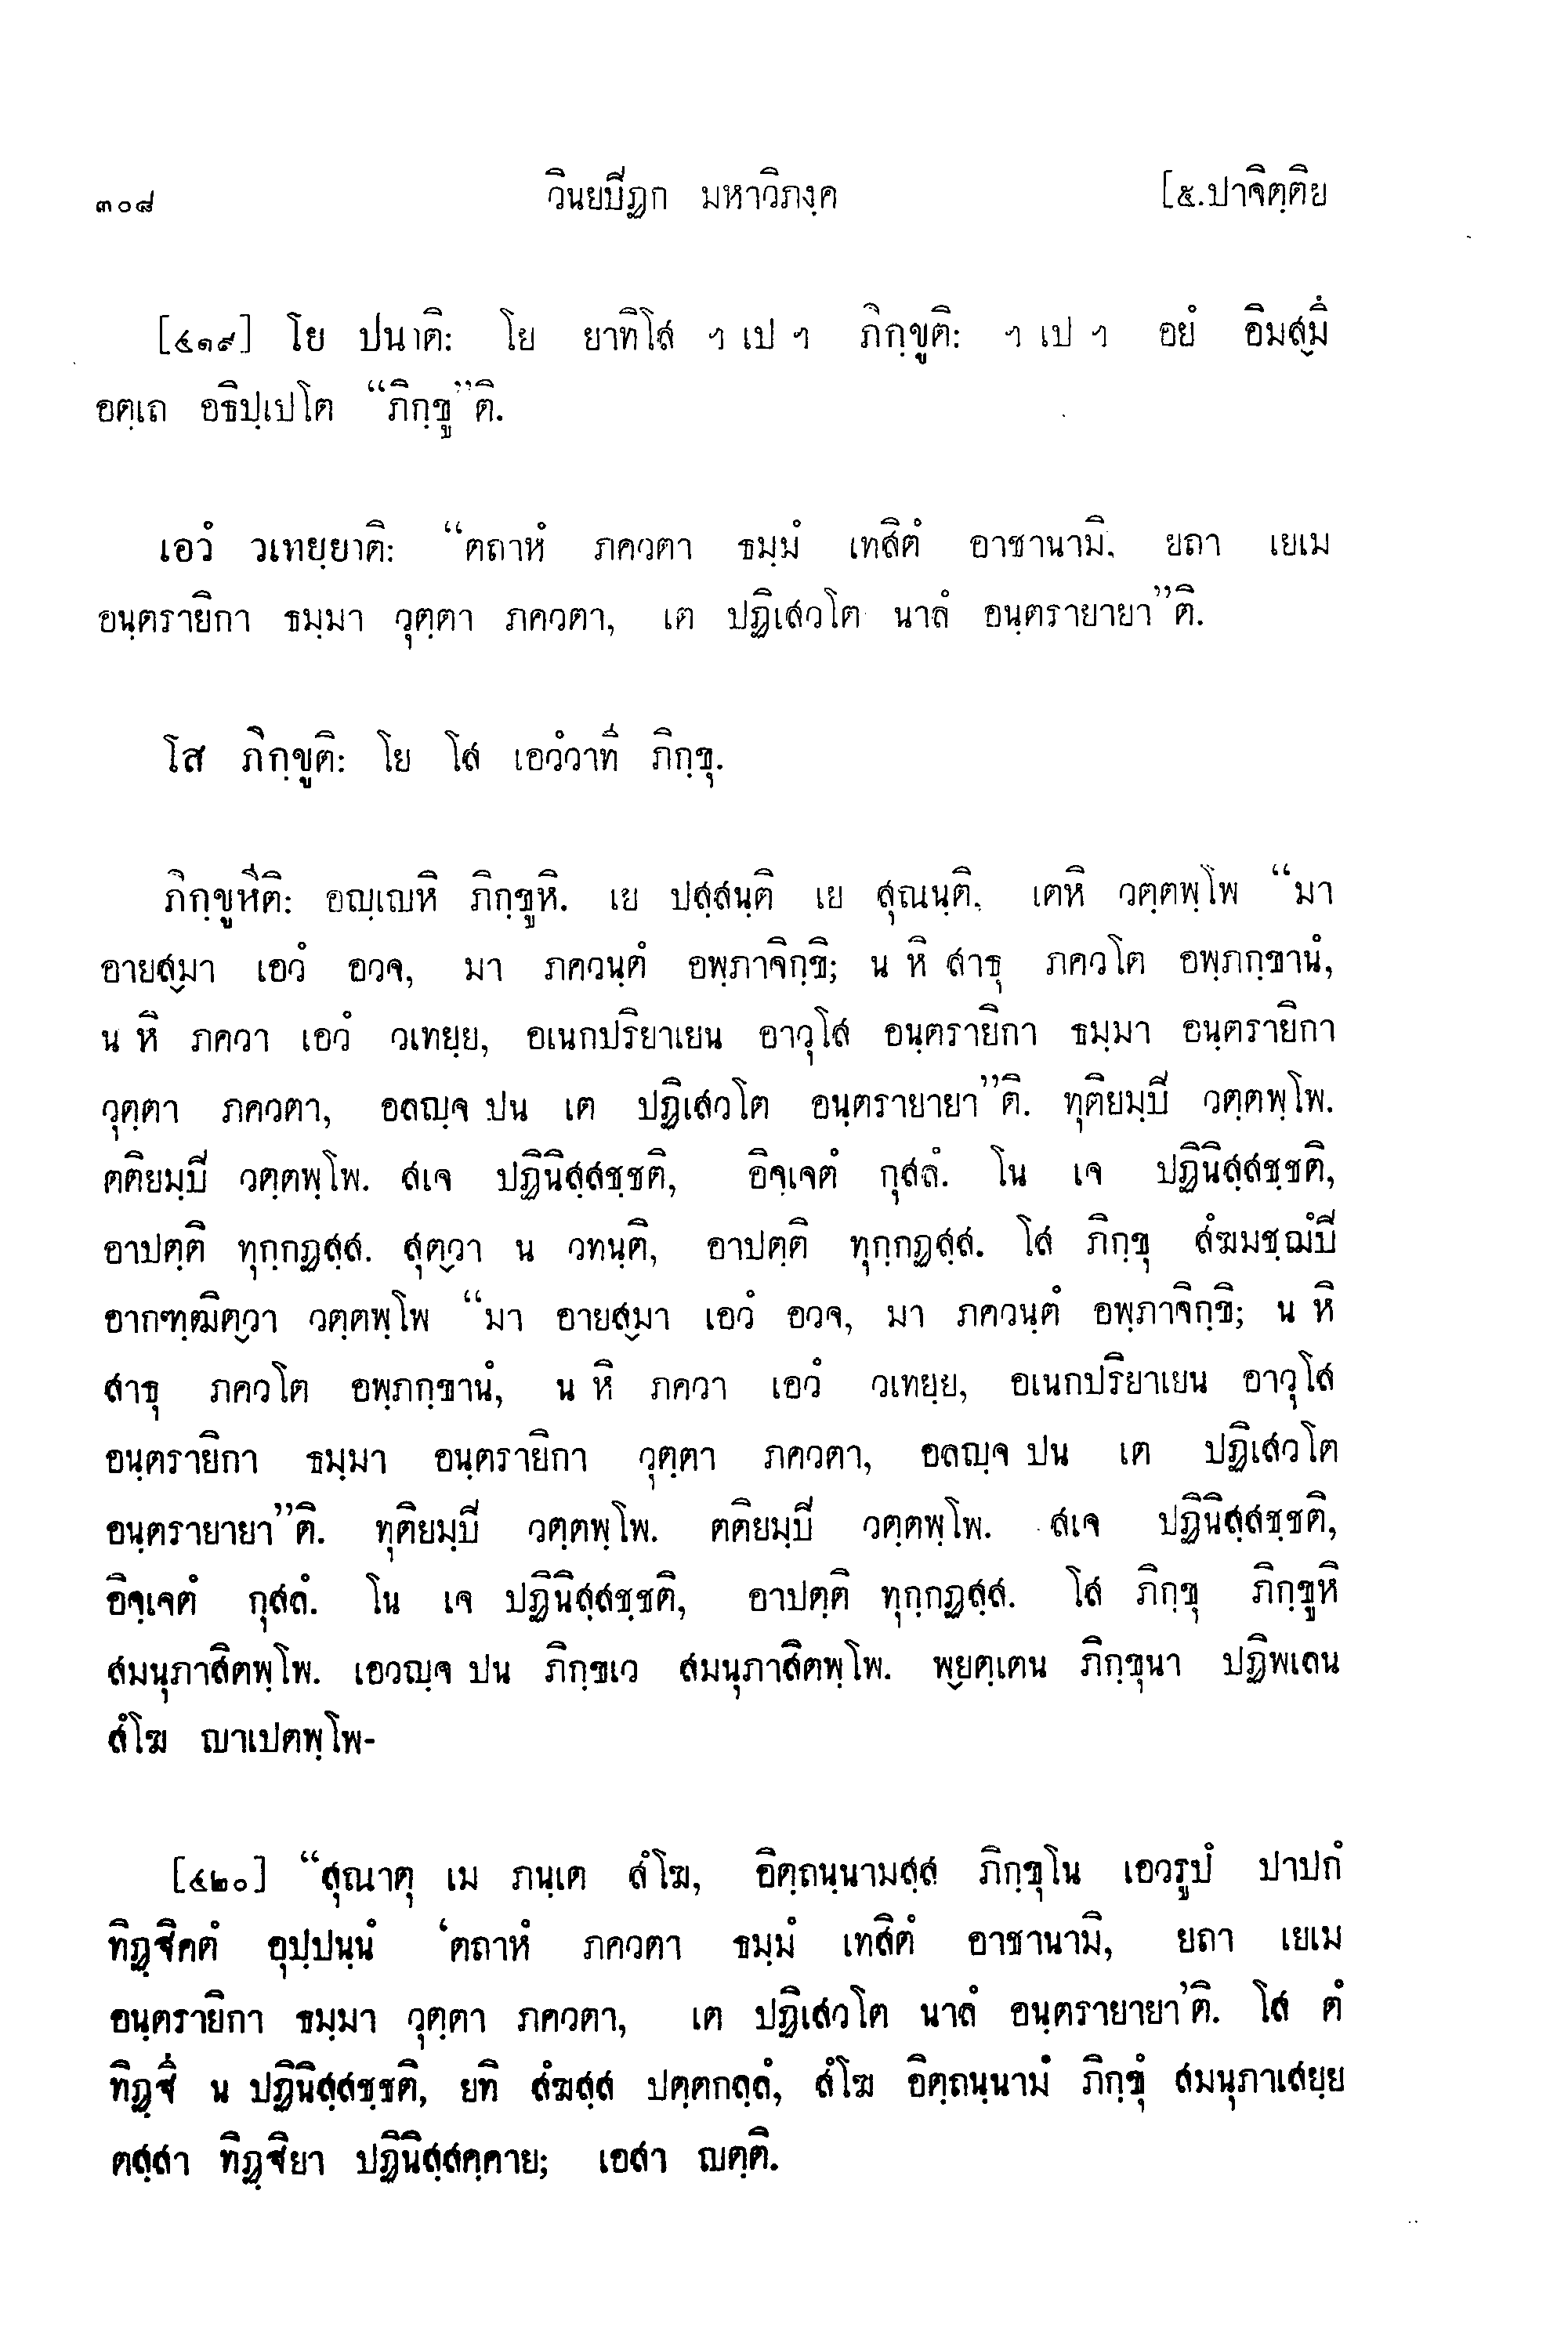 ๓๐๘ วินยปิฏก มหาวิภงฺค [๕.ปาจิตฺติย
[๔๑๙] โย ปนาติ: โย ยาทิโส ฯ เป ฯ ภิกฺขูติ: ฯ เป ฯ อยํ อิมสฺมึ
อตฺเถ อธิปฺเปโต “ภิกฺขู”ติ.
เอวํ วเทยฺยาติ: “ตถาหํ ภควตา ธมฺมํ เทสิตํ อาชานามิ, ยถา เยเม
อนฺตรายิกา ธมฺมา วุตฺตา ภควตา, เต ปฏิเสวโต นาลํ อนฺตรายายา”ติ.
โส ภิกฺขูติ: โย โส เอวํวาที ภิกฺขุ.
ภิกฺขูหีติ: อญฺเญหิ ภิกฺขูหิ. เย ปสฺสนฺติ เย สุณนฺติ, เตหิ วตฺตพฺโพ “มา
อายสฺมา เอวํ อวจ, มา ภควนฺตํ อพฺภาจิกฺขิ; น หิ สาธุ ภควโต อพฺภกฺขานํ,
น หิ ภควา เอวํ วเทยฺย, อเนกปริยาเยน อาวุโส อนฺตรายิกา ธมฺมา อนฺตรายิกา
วุตฺตา ภควตา, อลญฺจ ปน เต ปฏิเสวโต อนฺตรายายา”ติ. ทุติยมฺปี วตฺตพฺโพ.
ตติยมฺปี วตฺตพฺโพ. สเจ ปฏินิสฺสชฺชติ, อิจฺเจตํ กุสลํ. โน เจ ปฏินิสฺสชฺชติ,
อาปตฺติ ทุกฺกฏสฺส. สุตฺวา น วทนฺติ, อาปตฺติ ทุกฺกฏสฺส. โส ภิกฺขุ สํฆมชฺฌํปี
อากฑฺฒิตฺวา วตฺตพฺโพ “มา อายสฺมา เอวํ อวจ, มา ภควนฺตํ อพฺภาจิกฺขิ; น หิ
สาธุ ภควโต อพฺภกฺขานํ, น หิ ภควา เอวํ วเทยฺย, อเนกปริยาเยน อาวุโส
อนฺตรายิกา ธมฺมา อนฺตรายิกา วุตฺตา ภควตา, อลญฺจ ปน เต ปฏิเสวโต
อนฺตรายายา”ติ. ทุติยมฺปี วตฺตพฺโพ. ตติยมฺปี วตฺตพฺโพ. สเจ ปฏินิสฺสชฺชติ,
อิจฺเจตํ กุสลํ. โน เจ ปฏินิสฺสชฺชติ, อาปตฺติ ทุกฺกฏสฺส. โส ภิกฺขุ ภิกฺขูหิ
สมนุภาสิตพฺโพ. เอวญฺจ ปน ภิกฺขเว สมนุภาสิตพฺโพ. พฺยตฺเตน ภิกฺขุนา ปฏิพเลน
สํโฆ ญาเปตพฺโพ-
[๔๒๐] “สุณาตุ เม ภนฺเต สํโฆ, อิตฺถนฺนามสฺส ภิกฺขุโน เอวรูปํ ปาปกํ
ทิฏฺฐิคตํ อุปฺปนฺนํ ‘ตถาหํ ภควตา ธมฺมํ เทสิตํ อาชานามิ, ยถา เยเม
อนฺตรายิกา ธมฺมา วุตฺตา ภควตา, เต ปฏิเสวโต นาลํ อนฺตรายายา’ติ. โส ตํ
ทิฏฺฐึ น ปฏินิสฺสชฺชติ, ยทิ สํฆสฺส ปตฺตกลฺลํ, สํโฆ อิตฺถนฺนามํ ภิกฺขุํ สมนุภาเสยฺย
ตสฺสา ทิฏฺฐิยา ปฏินิสฺสคฺคาย; เอสา ญตฺติ.